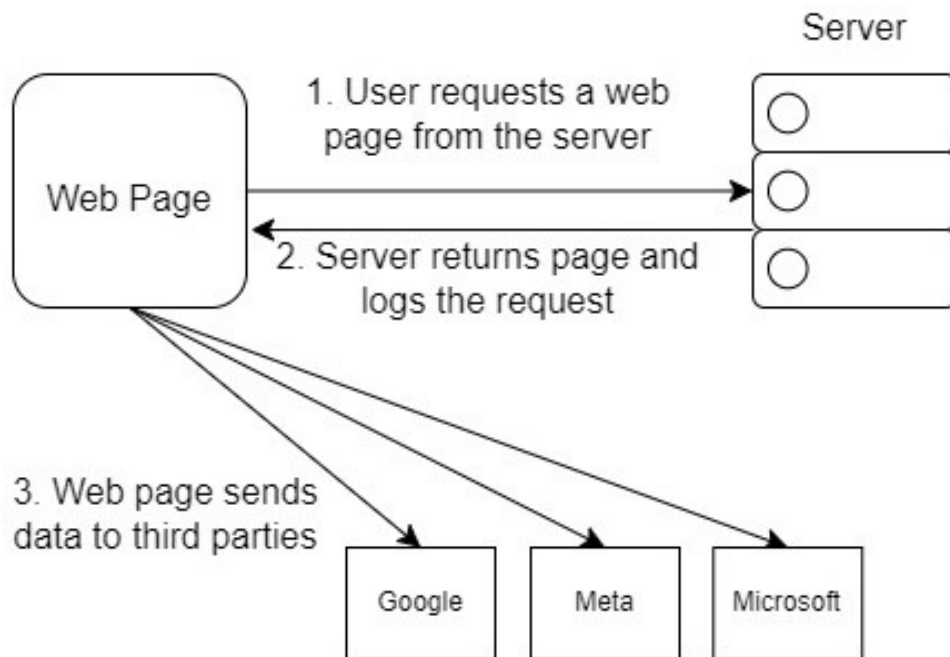 Server
1. User requests a web
page from the server
Web Page
2. Server returns page and
logs the request
3. Web page sends
data to third parties
Google
Meta
Microsoft